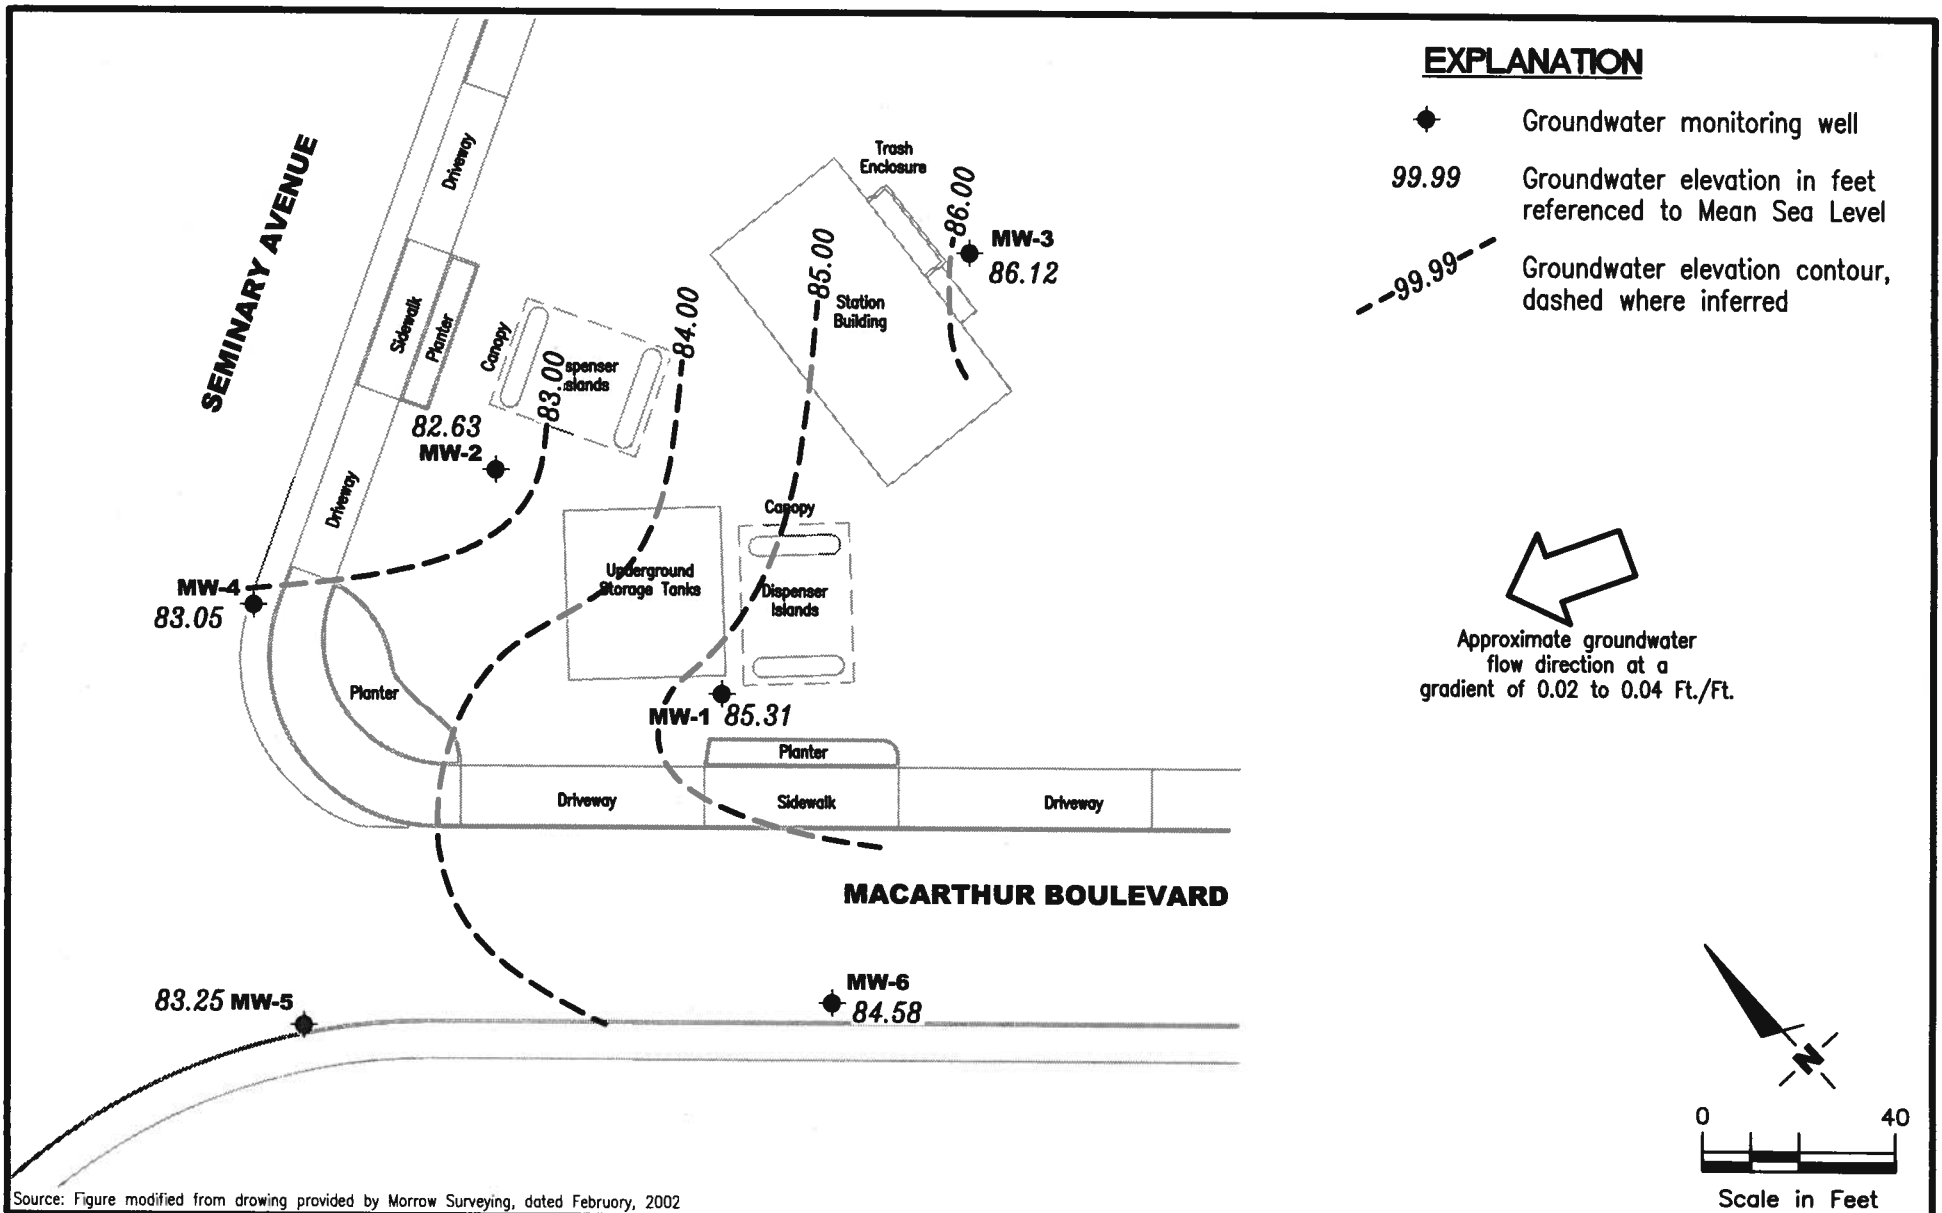 EXPLANATION
Groundwater monitoring well
99.99
Groundwater elevation in feet
referenced to Mean Sea Level
99.99
Groundwater elevation contour,
dashed where inferred
SEMINARY AVENUE
Driveway
Sidewalk
Planter
Driveway
Trash
Enclosure
86.00
MW-3
86.12
85.00
Station
Building
84.00
Canopy
83.00
spenser
slands
82.63
MW-2
Canopy
Underground
Storage Tanks
Dispenser
Islands
MW-4
83.05
Planter
MW-1 85.31
Planter
Driveway
Sidewalk
Driveway
MACARTHUR BOULEVARD
83.25 MW-5
MW-6
84.58
Approximate groundwater
flow direction at a
gradient of 0.02 to 0.04 Ft./Ft.
N
0 40
Scale in Feet
Source: Figure modified from drowing provided by Morrow Surveying, dated February, 2002